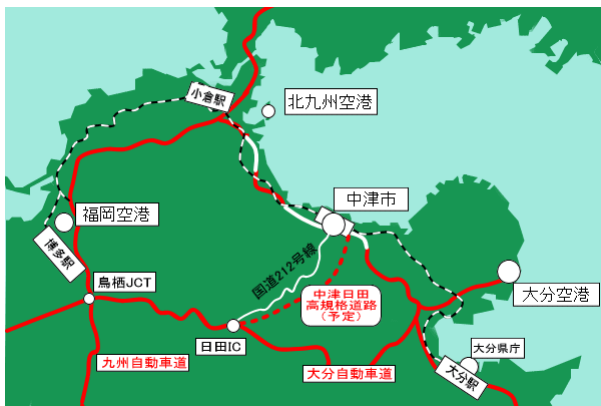 小倉駅
北九州空港
中津市
福岡空港
博多駅
国道212号線
鳥栖JCT
中津日田
高規格道路
(予定)
大分空港
日田IC
大分県庁
九州自動車道
大分自動車道
大分駅